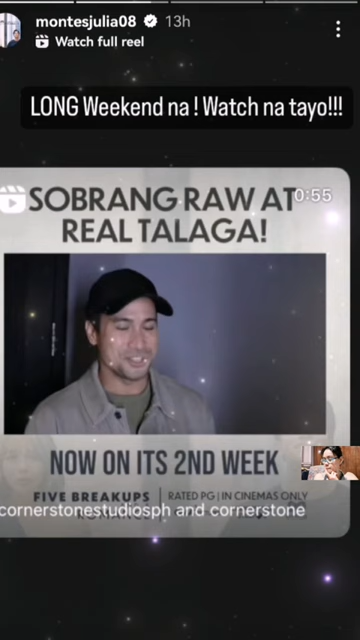 montesjulia08 13h
Watch full reel
LONG Weekend na ! Watch na tayo!!!
0:55
SOBRANG RAW AT
REAL TALAGA!
NOW ON ITS 2ND WEEK
FIVE BREAKUPS | RATED PG | IN CINEMAS ONLY
cornerstonestudiosph and cornerstone